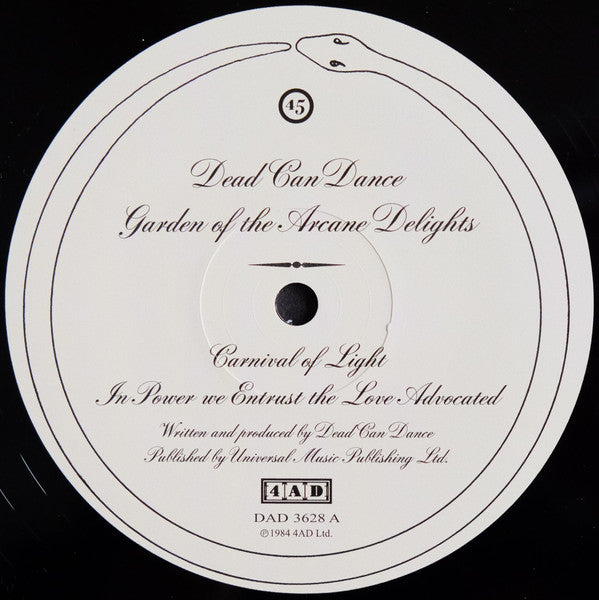 45
Dead Can Dance
Garden of the Arcane Delights
Carnival of Light
In Power we Entrust the Love Advocated
Written and produced by Dead Can Dance
Published by Universal Music Publishing Ltd.
4AD
DAD 3628 A
℗1984 4AD Ltd.